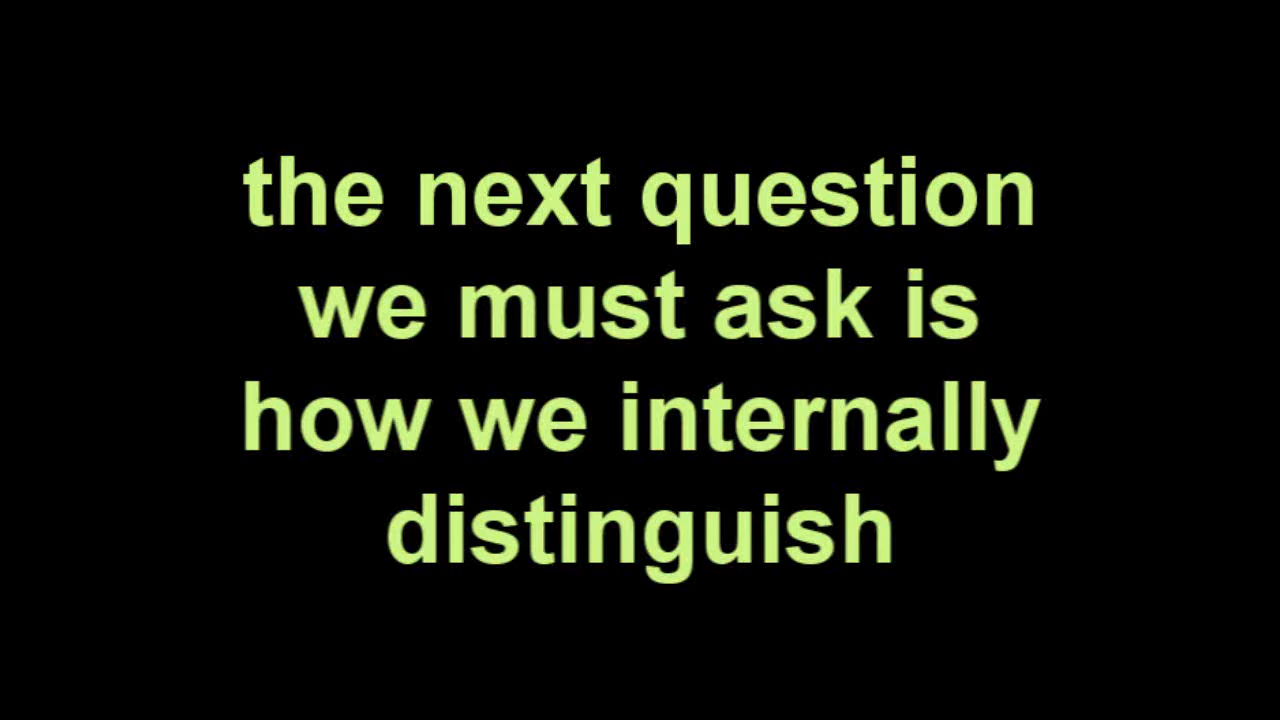 the next question
we must ask is
how we internally
distinguish